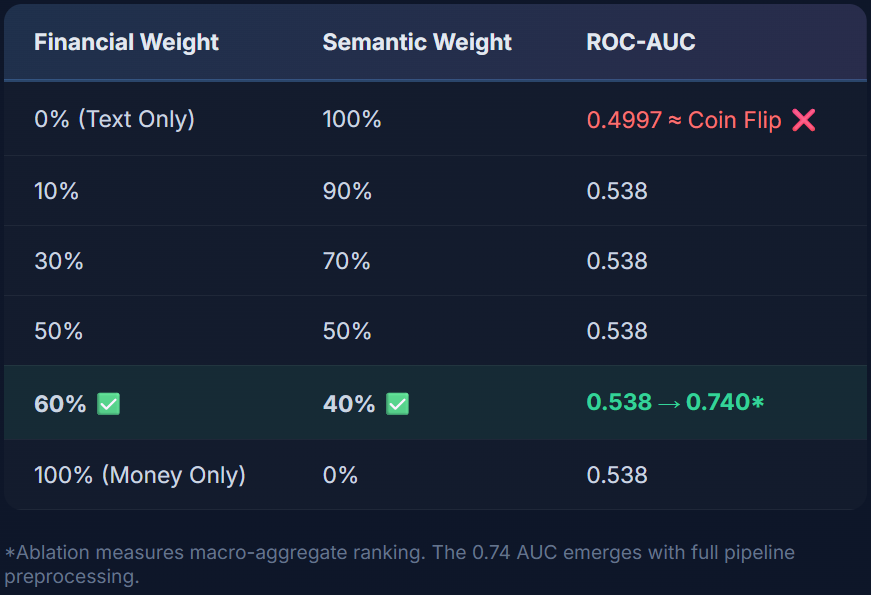 Financial Weight Semantic Weight ROC-AUC
0% (Text Only) 100% 0.4997 ≈ Coin Flip ❌
10% 90% 0.538
30% 70% 0.538
50% 50% 0.538
60% ✅ 40% ✅ 0.538 → 0.740*
100% (Money Only) 0% 0.538
*Ablation measures macro-aggregate ranking. The 0.74 AUC emerges with full pipeline
preprocessing.